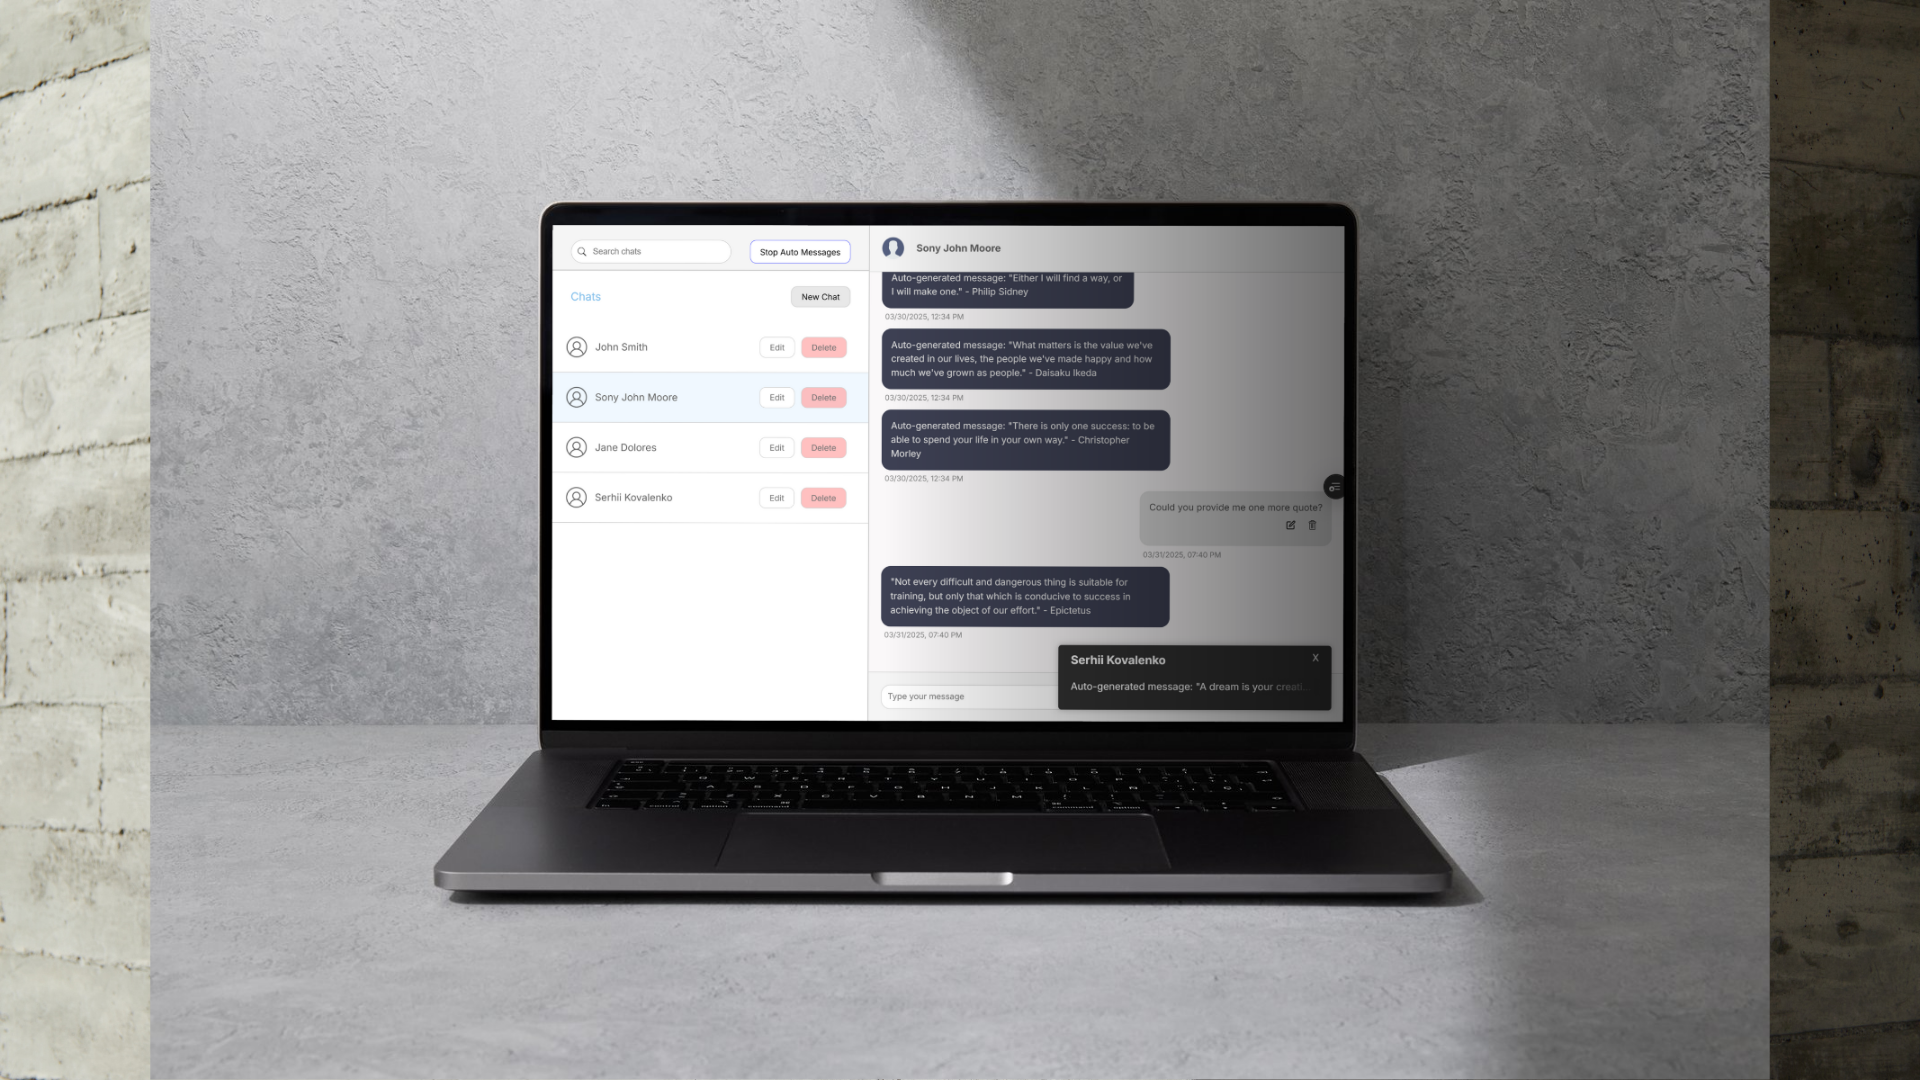 Search chats
Stop Auto Messages
Chats
New Chat
John Smith
Edit
Delete
Sony John Moore
Edit
Delete
Jane Dolores
Edit
Delete
Serhii Kovalenko
Edit
Delete
Sony John Moore
Auto-generated message: "Either I will find a way, or
I will make one." - Philip Sidney
03/30/2025, 12:34 PM
Auto-generated message: "What matters is the value we've
created in our lives, the people we've made happy and how
much we've grown as people." - Daisaku Ikeda
03/30/2025, 12:34 PM
Auto-generated message: "There is only one success: to be
able to spend your life in your own way." - Christopher
Morley
03/30/2025, 12:34 PM
Could you provide me one more quote?
03/31/2025, 07:40 PM
"Not every difficult and dangerous thing is suitable for
training, but only that which is conducive to success in
achieving the object of our effort." - Epictetus
03/31/2025, 07:40 PM
Serhii Kovalenko
X
Auto-generated message: "A dream is your creati...
Type your message